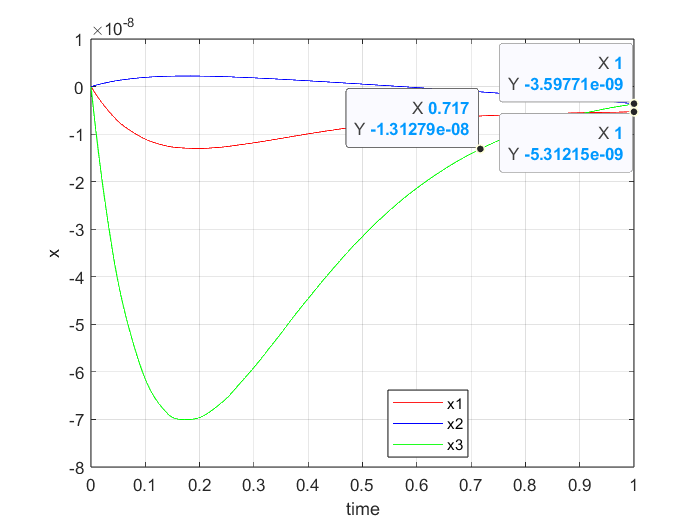 ×10-8
1
0
-1
-2
-3
-4
-5
-6
-7
-8
x
X 1
Y -3.59771e-09
X 0.717
Y -1.31279e-08
X 1
Y -5.31215e-09
x1
x2
x3
0 0.1 0.2 0.3 0.4 0.5 0.6 0.7 0.8 0.9 1
time